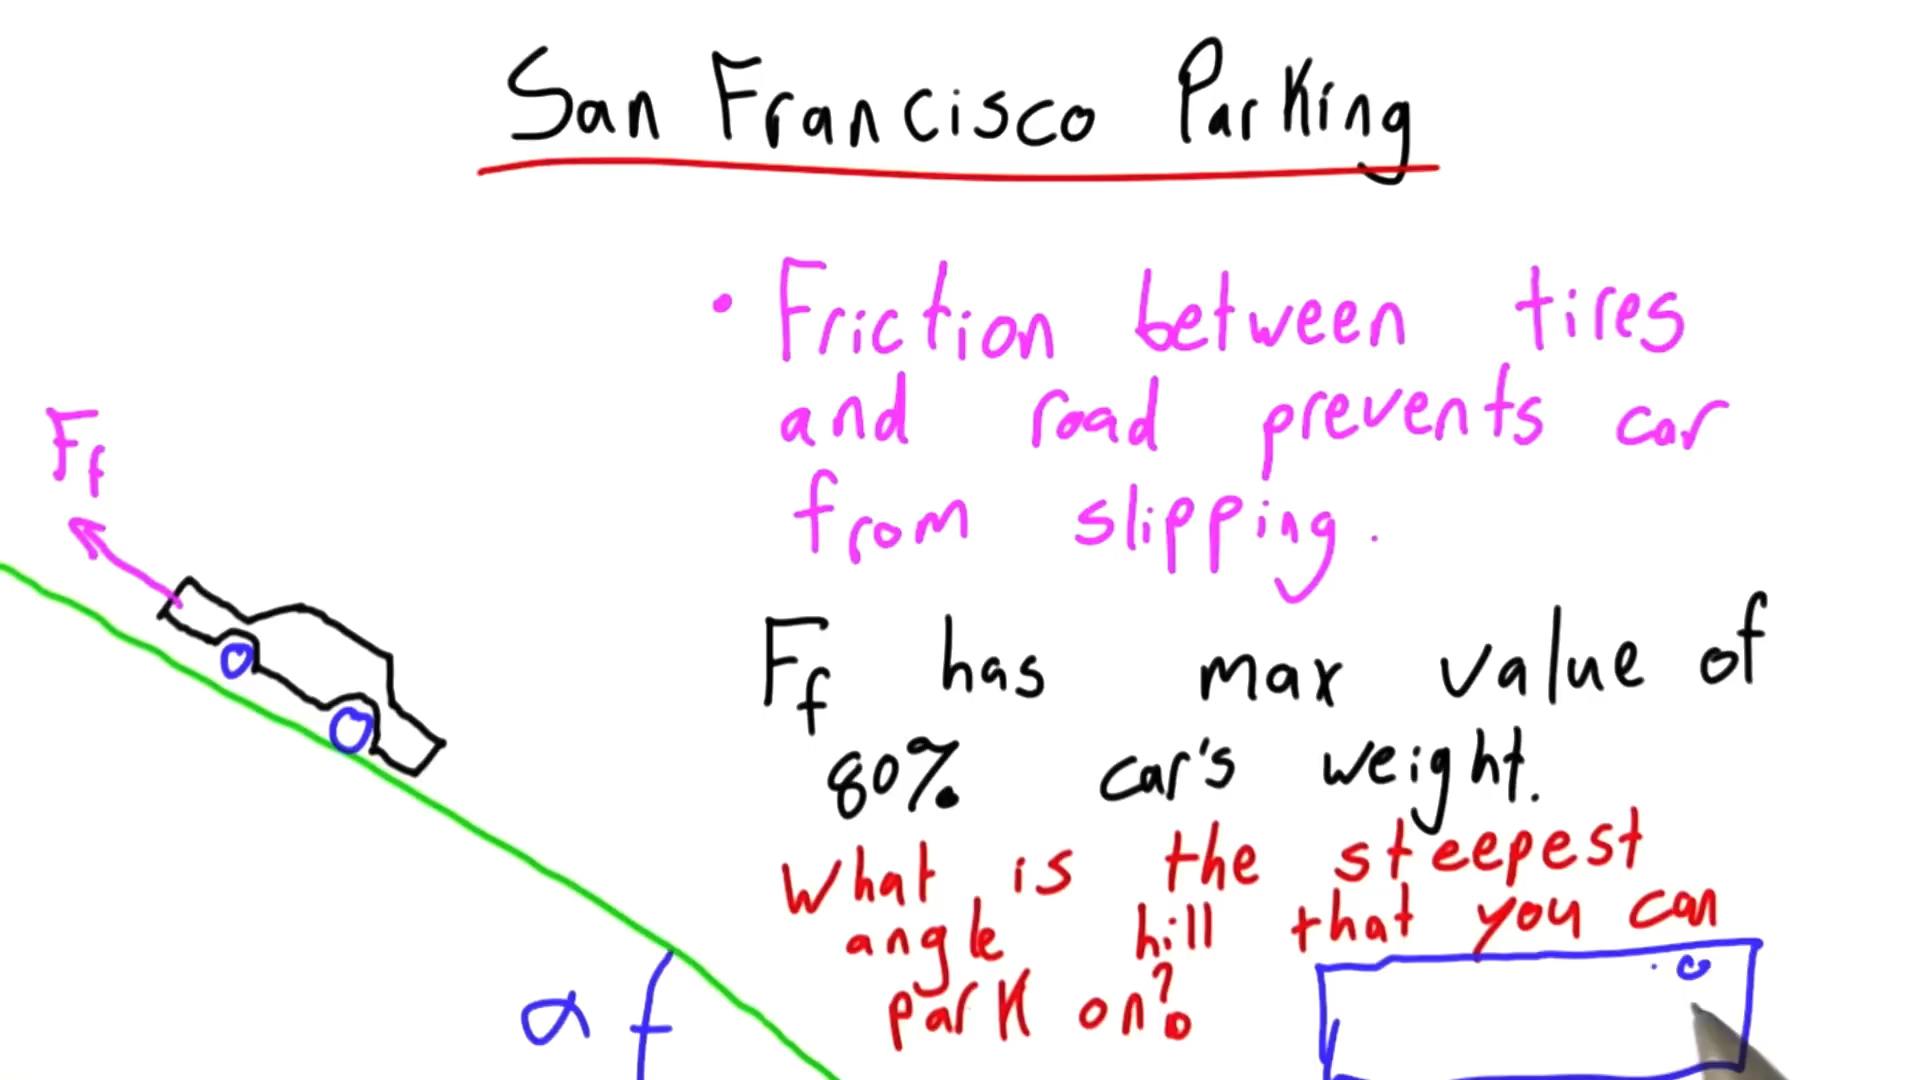 San Francisco Parking
• Friction between tires
and road prevents car
from slipping.
Ff
Ff has max value of
80% car's weight.
What is the steepest
angle hill that you can
park on?
α